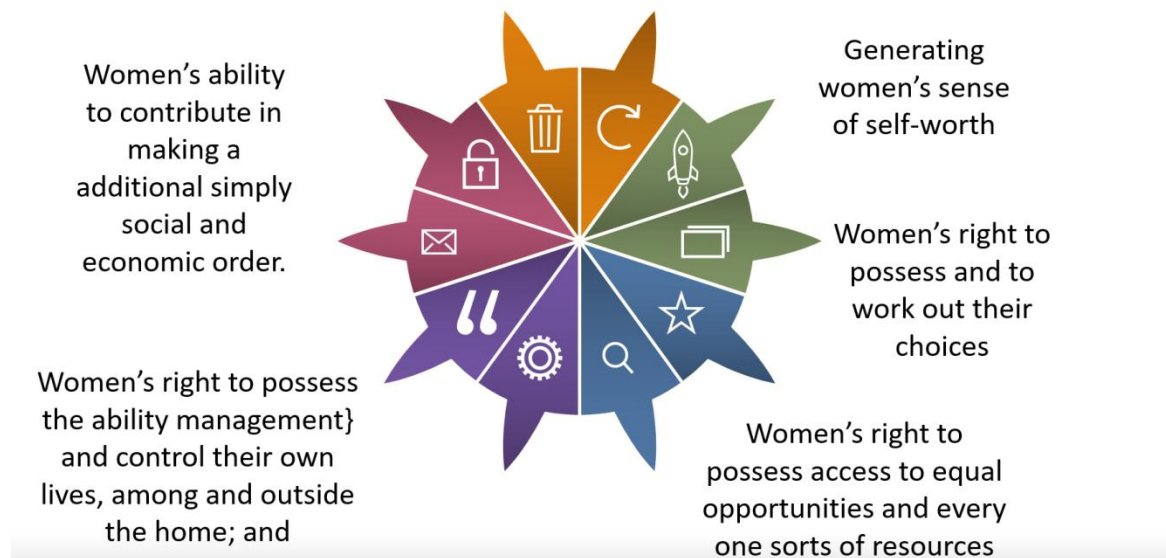 Generating
women's sense
of self-worth
Women's right to
possess and to
work out their
choices
Women's right to
possess access to equal
opportunities and every
one sorts of resources
Women's right to possess
the ability management}
and control their own
lives, among and outside
the home; and
Women's ability
to contribute in
making a
additional simply
social and
economic order.